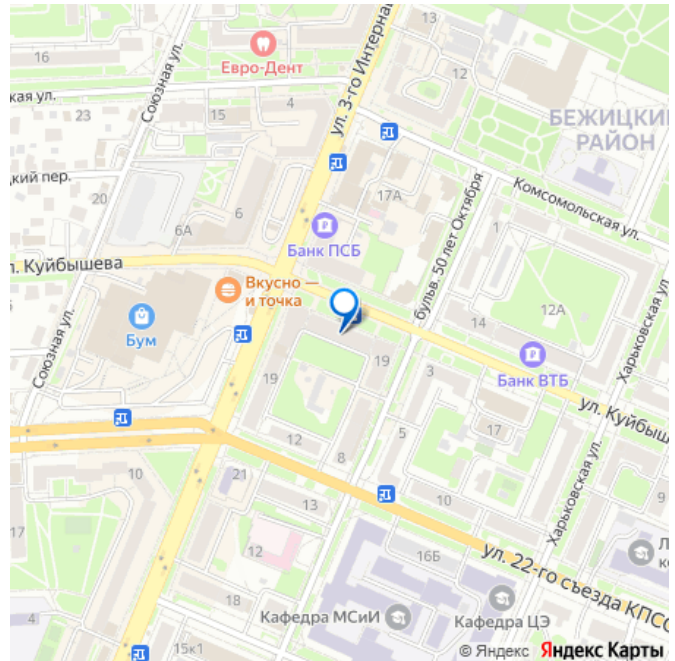 13
16
Евро-Дент
Союзная ул.
ул. 3-го Интерна
12
ская ул.
23
15
4
БЕЖИЦКИ
РАЙОН
цкий пер.
20
17А
Комсомольская ул.
6А
6
Банк ПСБ
1
бульв. 50 лет Октября
л. Куйбышева
Вкусно —
и точка
12А
Харьковская ул.
Бум
14
Союзная ул.
19
19
3
Банк ВТБ
ул. Куйбыш
17
12
5
8
10
21
13
10
9
17
Харьковская ул.
12
16Б
ул. 22-го съезда КПСС
Л
к
4
18
Кафедра МСиИ
Кафедра ЦЭ
15к1
© Яндекс Яндекс Карты